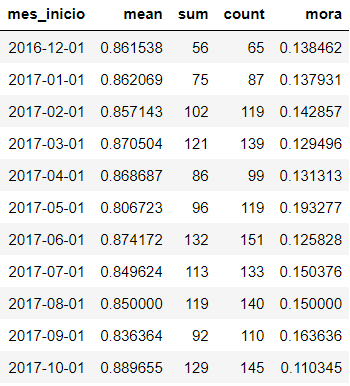 mes_inicio mean sum count mora
2016-12-01 0.861538 56 65 0.138462
2017-01-01 0.862069 75 87 0.137931
2017-02-01 0.857143 102 119 0.142857
2017-03-01 0.870504 121 139 0.129496
2017-04-01 0.868687 86 99 0.131313
2017-05-01 0.806723 96 119 0.193277
2017-06-01 0.874172 132 151 0.125828
2017-07-01 0.849624 113 133 0.150376
2017-08-01 0.850000 119 140 0.150000
2017-09-01 0.836364 92 110 0.163636
2017-10-01 0.889655 129 145 0.110345